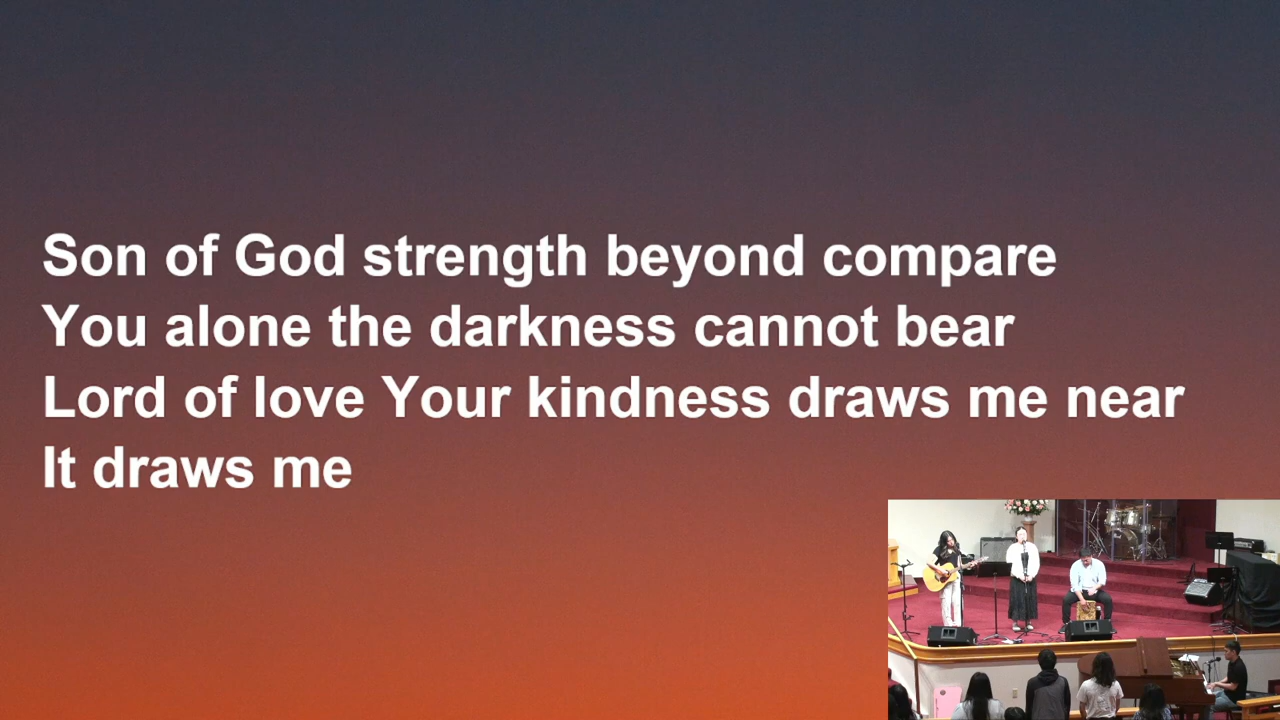 Son of God strength beyond compare
You alone the darkness cannot bear
Lord of love Your kindness draws me near
It draws me